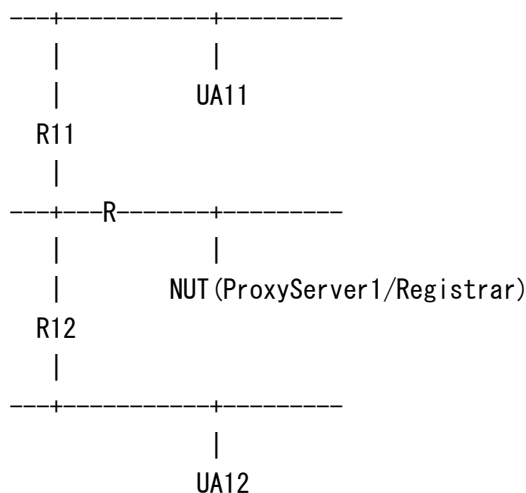 ---+-----------+---------
   |           |
   |          UA11
  R11
   |
---+---R-------+---------
   |           |
   |        NUT(ProxyServer1/Registrar)
  R12
   |
---+-----------+---------
               |
              UA12